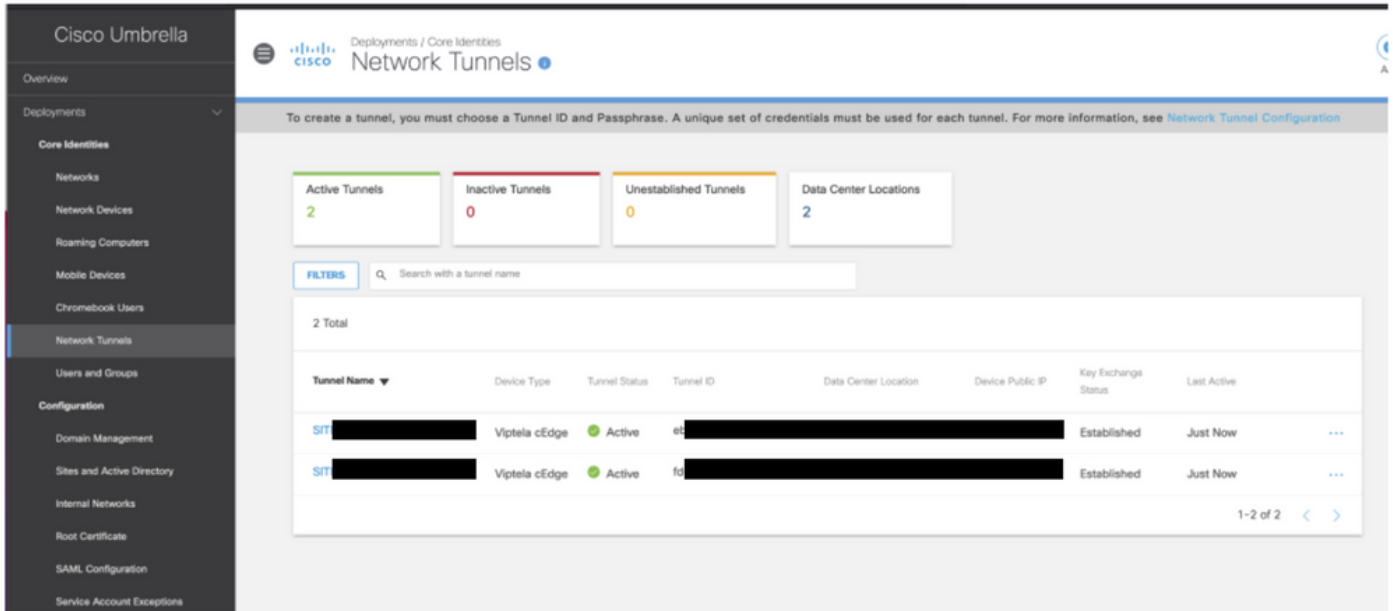 Cisco Umbrella
Overview
Deployments
Core Identities
Networks
Network Devices
Roaming Computers
Mobile Devices
Chromebook Users
Network Tunnels
Users and Groups
Configuration
Domain Management
Sites and Active Directory
Internal Networks
Root Certificate
SAML Configuration
Service Account Exceptions
CISCO
Deployments / Core Identities
Network Tunnels
A
To create a tunnel, you must choose a Tunnel ID and Passphrase. A unique set of credentials must be used for each tunnel. For more information, see Network Tunnel Configuration
Active Tunnels
2
Inactive Tunnels
0
Unestablished Tunnels
0
Data Center Locations
2
FILTERS
Search with a tunnel name
2 Total
Tunnel Name Device Type Tunnel Status Tunnel ID Data Center Location Device Public IP Key Exchange Status Last Active
SIT Viptela cEdge Active eb Established Just Now ...
SIT Viptela cEdge Active fd Established Just Now ...
1-2 of 2 < >